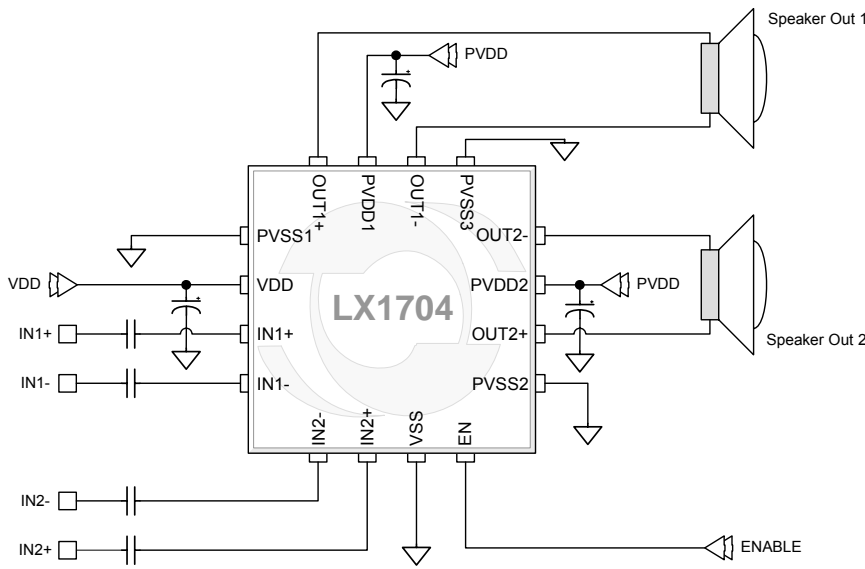 Speaker Out 1
PVDD
OUT1+
PVDD1
OUT1-
PVSS3
PVSS1
OUT2-
VDD
VDD
PVDD2
PVDD
LX1704
IN1+
IN1+
OUT2+
Speaker Out 2
IN1-
IN1-
PVSS2
IN2-
IN2+
VSS
EN
IN2-
IN2+
ENABLE